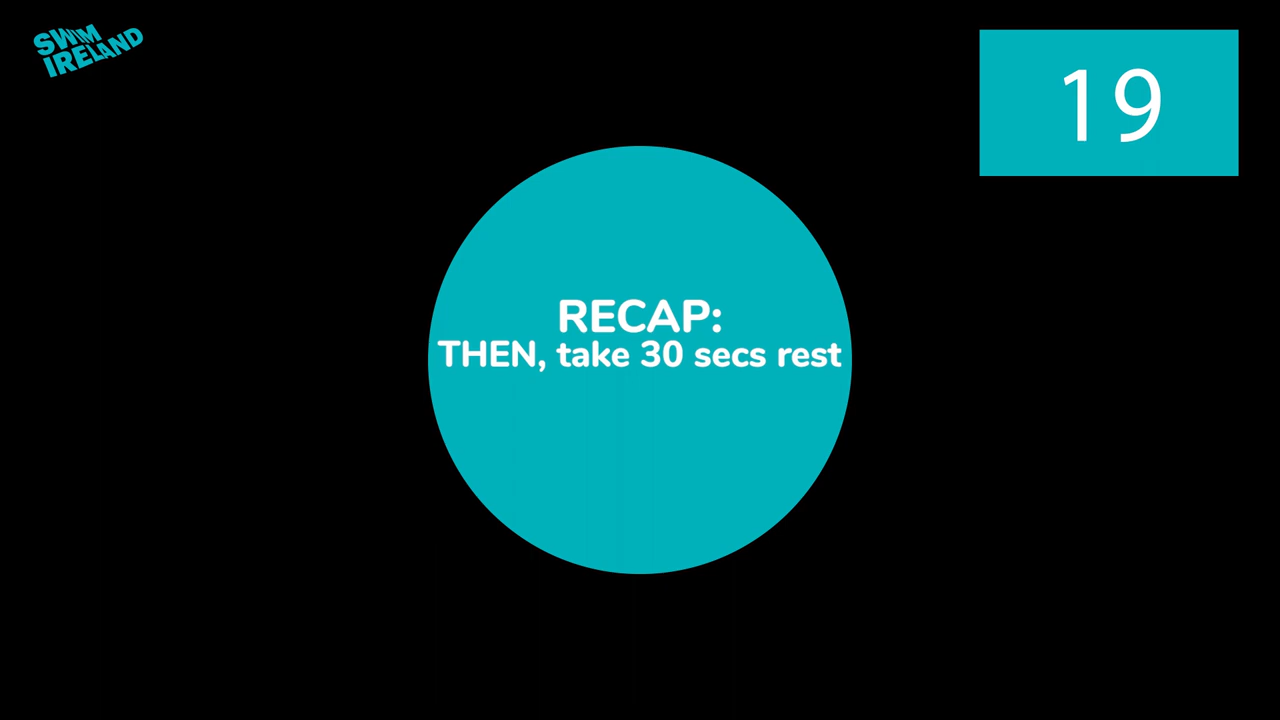 SWIM
IRELAND
19
RECAP:
THEN, take 30 secs rest